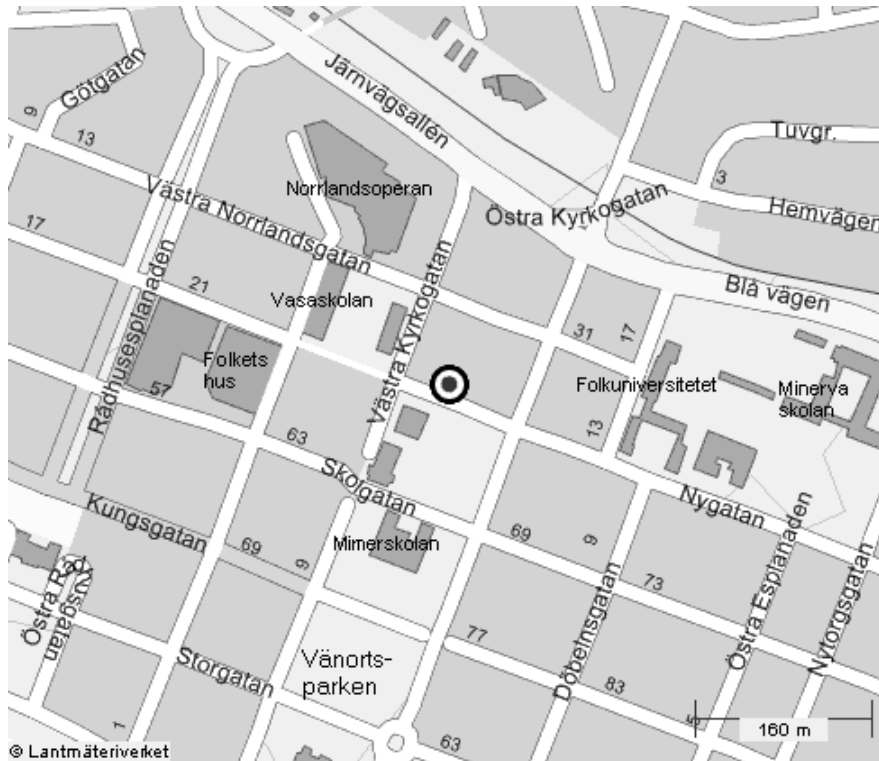 Götgatan
Järnvägsallén
9
13
Tuvgr.
Norrlandsoperan
3
Västra Norrlandsgatan
Östra Kyrkogatan
Hemvägen
17
Rådhusesplanaden
Västra Kyrkogatan
Blå vägen
21
Vasaskolan
31
17
Folkets
hus
57
Folkuniversitetet
Minerva
skolan
63
13
Skolgatan
Nygatan
Kungsgatan
69
9
Mimerskolan
69
9
73
Östra Esplanaden
Nytorgsgatan
Östra Rådhusgatan
Döbelnsgatan
77
Storgatan
Vänorts-
parken
83
1
5
160 m
63
© Lantmäteriverket